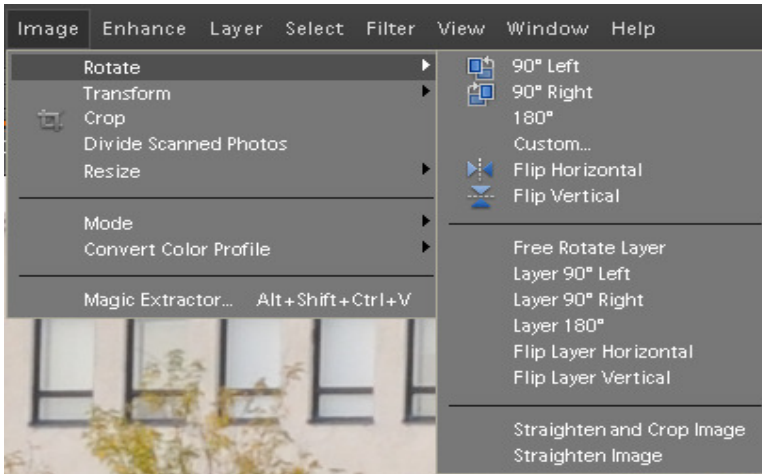 Image Enhance Layer Select Filter View Window Help
Rotate
Transform
Crop
Divide Scanned Photos
Resize
Mode
Convert Color Profile
Magic Extractor... Alt+Shift+Ctrl+V
90° Left
90° Right
180°
Custom...
Flip Horizontal
Flip Vertical
Free Rotate Layer
Layer 90° Left
Layer 90° Right
Layer 180°
Flip Layer Horizontal
Flip Layer Vertical
Straighten and Crop Image
Straighten Image